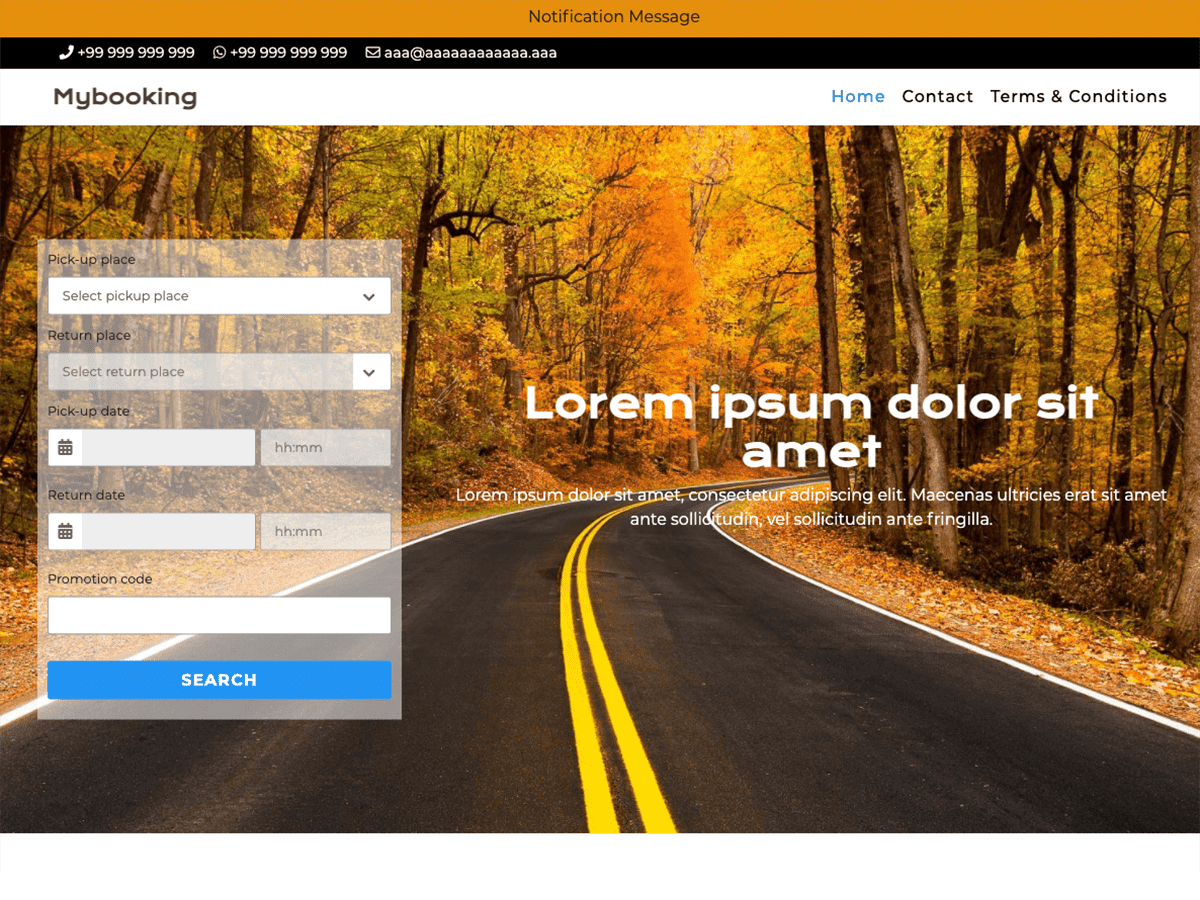 Notification Message
+99 999 999 999 +99 999 999 999 aaa@aaaaaaaaaaaa.aaa
Mybooking Home Contact Terms & Conditions
Pick-up place
Select pickup place
Return place
Select return place
Pick-up date
hh:mm
Return date
hh:mm
Promotion code
SEARCH
Lorem ipsum dolor sit
amet
Lorem ipsum dolor sit amet, consectetur adipiscing elit. Maecenas ultricies erat sit amet
ante sollicitudin, vel sollicitudin ante fringilla.